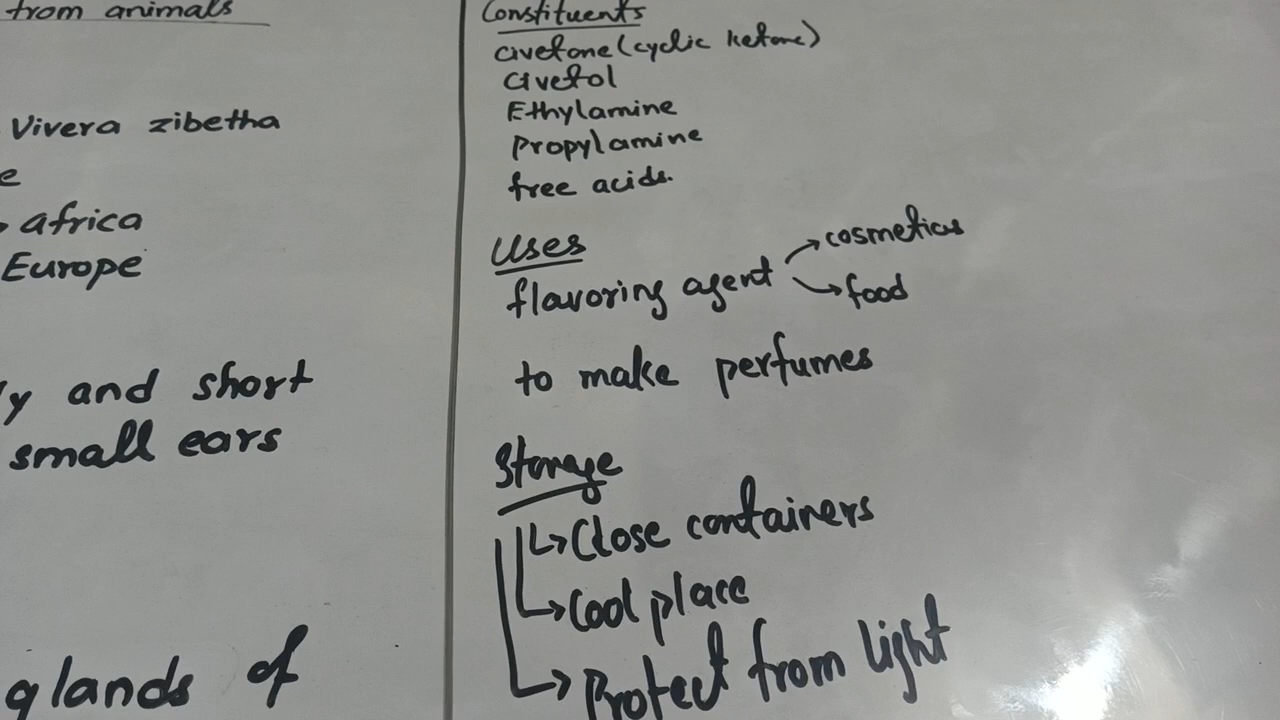 from animals
Vivera zibetha
e
africa
Europe
y and short
small ears
glands of
Constituents
civetone (cyclic ketone)
civetol
Ethylamine
Propylamine
free acids.
Uses
flavoring agent → cosmetics
→ food
to make perfumes
Storage
↳ Close containers
↳ Cool place
↳ Protect from light